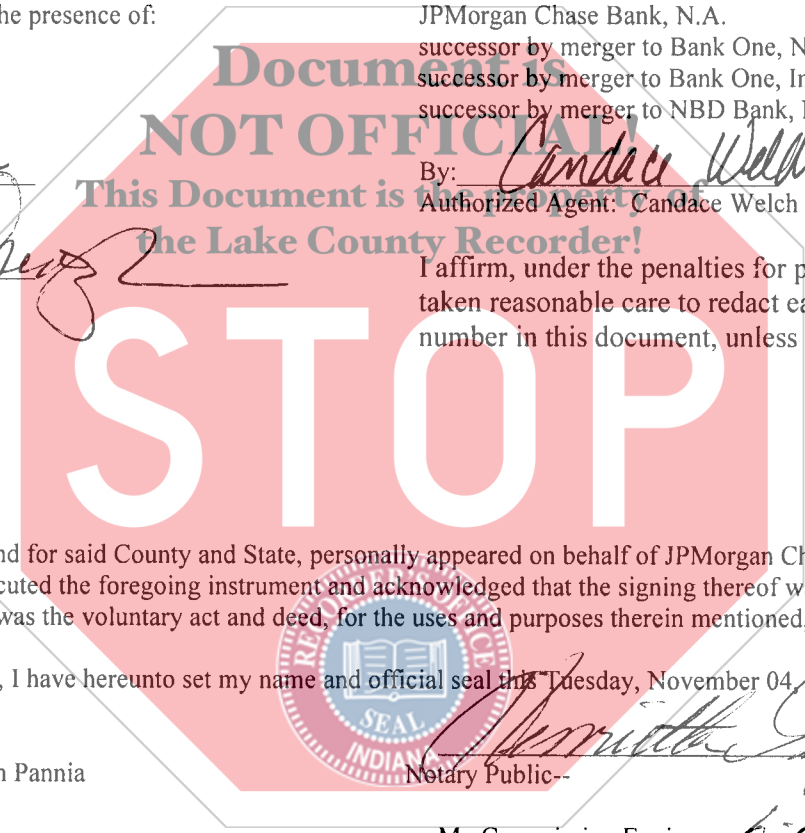 he presence of:
JPMorgan Chase Bank, N.A.
successor by merger to Bank One, N
successor by merger to Bank One, In
successor by merger to NBD Bank,
Document is
NOT OFFICIAL!
This Document is the property of
the Lake County Recorder!
By: Candace Wel
Authorized Agent: Candace Welch
I affirm, under the penalties for p
taken reasonable care to redact ea
number in this document, unless
STOP
nd for said County and State, personally appeared on behalf of JPMorgan Ch
cuted the foregoing instrument and acknowledged that the signing thereof w
was the voluntary act and deed, for the uses and purposes therein mentioned.
, I have hereunto set my name and official seal this Tuesday, November 04,
RECORDER'S OFFICE
SEAL
INDIANA
Henrietta
n Pannia
Notary Public--